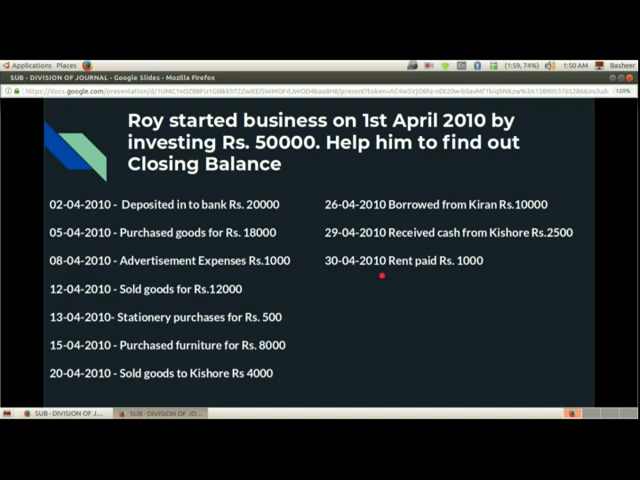 Applications Places
(1:59, 74%)
1:50 AM
Basheer
SUB - DIVISION OF JOURNAL - Google Slides - Mozilla Firefox
120%
Roy started business on 1st April 2010 by
investing Rs. 50000. Help him to find out
Closing Balance
02-04-2010 - Deposited in to bank Rs. 20000
05-04-2010 - Purchased goods for Rs. 18000
08-04-2010 - Advertisement Expenses Rs.1000
12-04-2010 - Sold goods for Rs.12000
13-04-2010- Stationery purchases for Rs. 500
15-04-2010 - Purchased furniture for Rs. 8000
20-04-2010 - Sold goods to Kishore Rs 4000
26-04-2010 Borrowed from Kiran Rs.10000
29-04-2010 Received cash from Kishore Rs.2500
30-04-2010 Rent paid Rs. 1000
SUB - DIVISION OF J...
SUB - DIVISION OF JO...